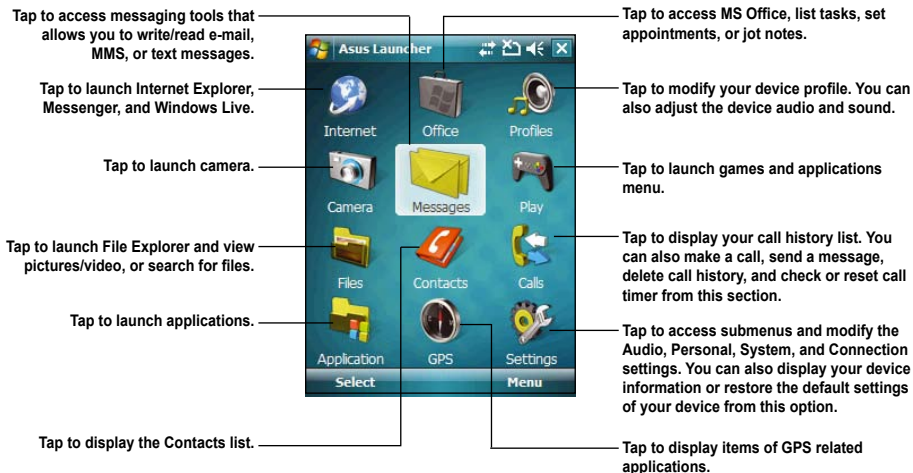 Tap to access messaging tools that
allows you to write/read e-mail,
MMS, or text messages.
Tap to launch Internet Explorer,
Messenger, and Windows Live.
Tap to launch camera.
Tap to launch File Explorer and view
pictures/video, or search for files.
Tap to launch applications.
Tap to display the Contacts list.
Asus Launcher
Internet
Office
Profiles
Camera
Messages
Play
Files
Contacts
Calls
Application
GPS
Settings
Select
Menu
Tap to access MS Office, list tasks, set
appointments, or jot notes.
Tap to modify your device profile. You can
also adjust the device audio and sound.
Tap to launch games and applications
menu.
Tap to display your call history list. You
can also make a call, send a message,
delete call history, and check or reset call
timer from this section.
Tap to access submenus and modify the
Audio, Personal, System, and Connection
settings. You can also display your device
information or restore the default settings
of your device from this option.
Tap to display items of GPS related
applications.